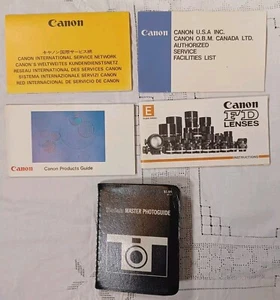 Canon
キヤノン国際サービス網
CANON INTERNATIONAL SERVICE NETWORK
CANON'S WELTWEITES KUNDENDIENSTNETZ
RESEAU INTERNATIONAL DES SERVICES CANON
SISTEMA INTERNAZIONALE SERVIZI CANON
RED INTERNACIONAL DE SERVICIO DE CANON
Canon
CANON U.S.A. INC.
CANON O.B.M. CANADA LTD.
AUTHORIZED
SERVICE
FACILITIES LIST
Canon
Canon Products Guide
E
Canon
FD
LENSES
INSTRUCTIONS
MASTER PHOTOGUIDE